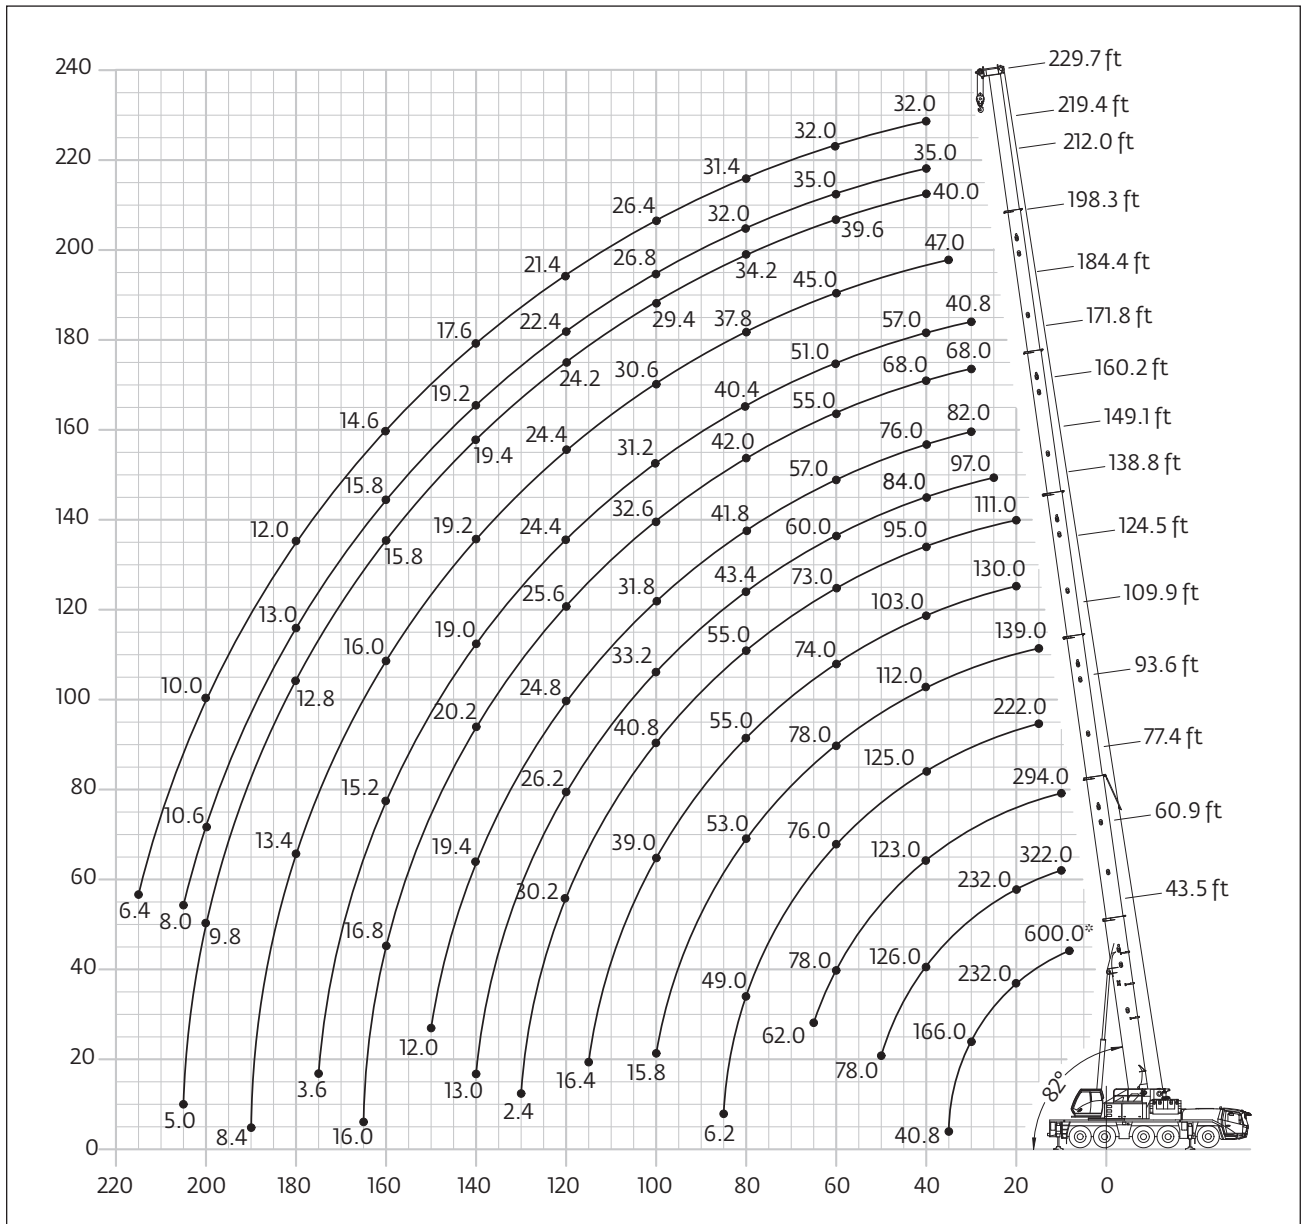 240 229.7 ft
32.0 219.4 ft
32.0
35.0 212.0 ft
220 31.4
35.0 40.0 198.3 ft
26.4 32.0 39.6
200 21.4 26.8 34.2 47.0 184.4 ft
22.4 29.4 45.0
180 17.6 24.2 37.8 57.0 40.8 171.8 ft
19.2 30.6 51.0 68.0 68.0 160.2 ft
160 14.6 19.4 24.4 40.4 55.0 82.0 149.1 ft
31.2 42.0 76.0
15.8 57.0 84.0 97.0 138.8 ft
140 12.0 15.8 19.2 24.4 32.6 41.8 60.0 95.0 111.0 124.5 ft
25.6 31.8 43.4 73.0 103.0 130.0
120 13.0 19.0 109.9 ft
16.0 33.2 55.0 74.0 112.0 139.0
100 10.0 12.8 20.2 24.8 40.8 55.0 78.0 222.0 93.6 ft
125.0 77.4 ft
80 10.6 13.4 15.2 26.2 39.0 53.0 76.0 294.0 60.9 ft
19.4 123.0
60 6.4 8.0 9.8 16.8 30.2 232.0 322.0 43.5 ft
49.0 78.0 126.0 232.0 600.0*
40
12.0 62.0 166.0
20 3.6 13.0 2.4 16.4 15.8 78.0 82°
5.0 8.4 16.0 6.2 40.8
0
220 200 180 160 140 120 100 80 60 40 20 0